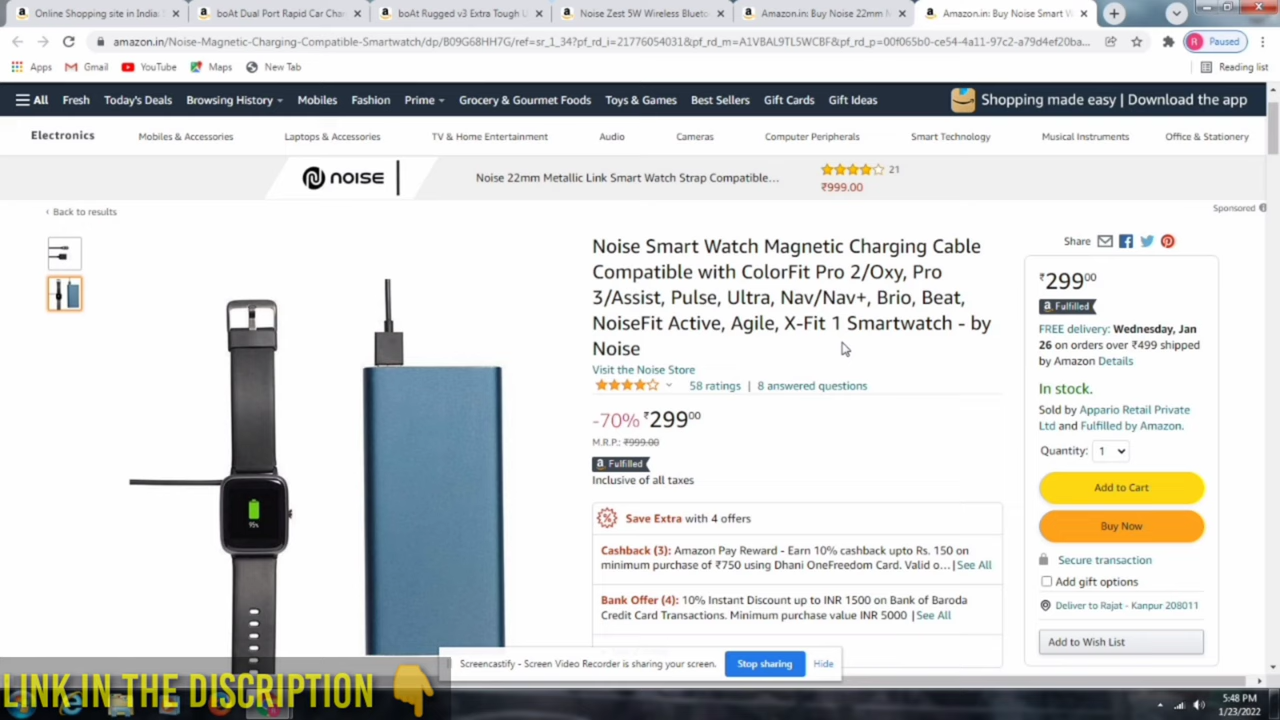 Online Shopping site in India:
boAt Dual Port Rapid Car Char
boAt Rugged v3 Extra Tough U
Noise Zest 5W Wireless Blueto
Amazon.in: Buy Noise 22mm M
Amazon.in: Buy Noise Smart W
amazon.in/Noise-Magnetic-Charging-Compatible-Smartwatch/dp/
R Paused
Apps Gmail YouTube Maps New Tab Reading list
All Fresh Today's Deals Browsing History Mobiles Fashion Prime Grocery & Gourmet Foods Toys & Games Best Sellers Gift Cards Gift Ideas Shopping made easy | Download the app
Electronics Mobiles & Accessories Laptops & Accessories TV & Home Entertainment Audio Cameras Computer Peripherals Smart Technology Musical Instruments Office & Stationery
noise
Noise 22mm Metallic Link Smart Watch Strap Compatible...
21
₹999.00
‹ Back to results
Sponsored
Noise Smart Watch Magnetic Charging Cable
Compatible with ColorFit Pro 2/Oxy, Pro
3/Assist, Pulse, Ultra, Nav/Nav+, Brio, Beat,
NoiseFit Active, Agile, X-Fit 1 Smartwatch - by
Noise
Visit the Noise Store
58 ratings | 8 answered questions
-70% ₹299⁰⁰
M.R.P.: ₹999.00
a Fulfilled
Inclusive of all taxes
Save Extra with 4 offers
Cashback (3): Amazon Pay Reward - Earn 10% cashback upto Rs. 150 on
minimum purchase of ₹750 using Dhani OneFreedom Card. Valid o... | See All
Bank Offer (4): 10% Instant Discount up to INR 1500 on Bank of Baroda
Credit Card Transactions. Minimum purchase value INR 5000 | See All
95%
Share
₹299⁰⁰
a Fulfilled
FREE delivery: Wednesday, Jan
26 on orders over ₹499 shipped
by Amazon Details
In stock.
Sold by Appario Retail Private
Ltd and Fulfilled by Amazon.
Quantity: 1
Add to Cart
Buy Now
Secure transaction
Add gift options
Deliver to Rajat - Kanpur 208011
Add to Wish List
Screencastify - Screen Video Recorder is sharing your screen. Stop sharing Hide
LINK IN THE DISCRIPTION
5:48 PM
1/23/2022